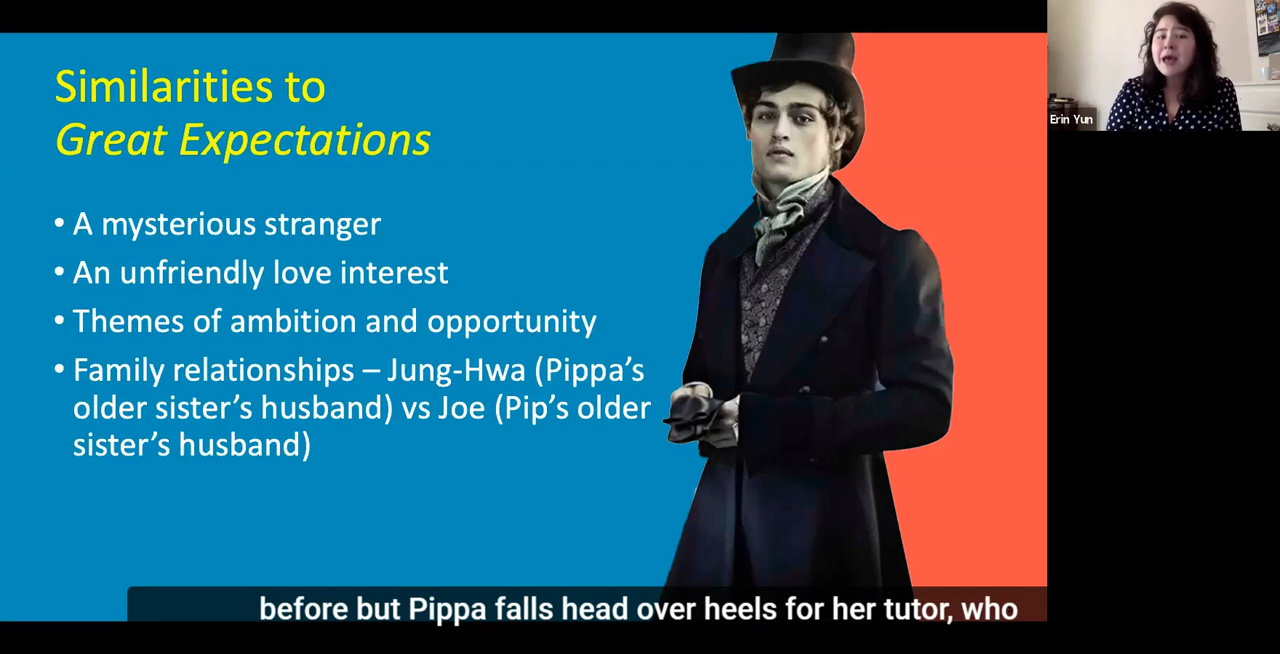 Similarities to
Great Expectations
• A mysterious stranger
• An unfriendly love interest
• Themes of ambition and opportunity
• Family relationships – Jung-Hwa (Pippa’s
older sister’s husband) vs Joe (Pip’s older
sister’s husband)
Erin Yun
before but Pippa falls head over heels for her tutor, who